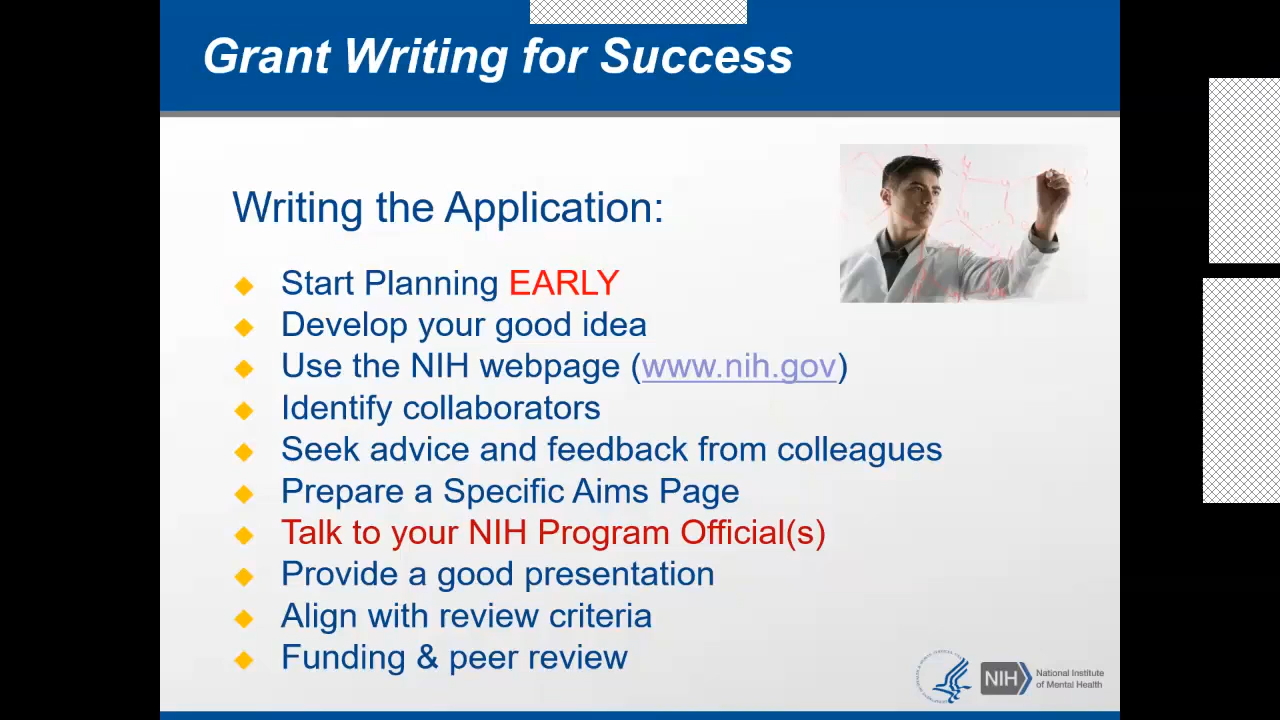 Grant Writing for Success
Writing the Application:
Start Planning EARLY
Develop your good idea
Use the NIH webpage (www.nih.gov)
Identify collaborators
Seek advice and feedback from colleagues
Prepare a Specific Aims Page
Talk to your NIH Program Official(s)
Provide a good presentation
Align with review criteria
Funding & peer review
NIH
National Institute
of Mental Health